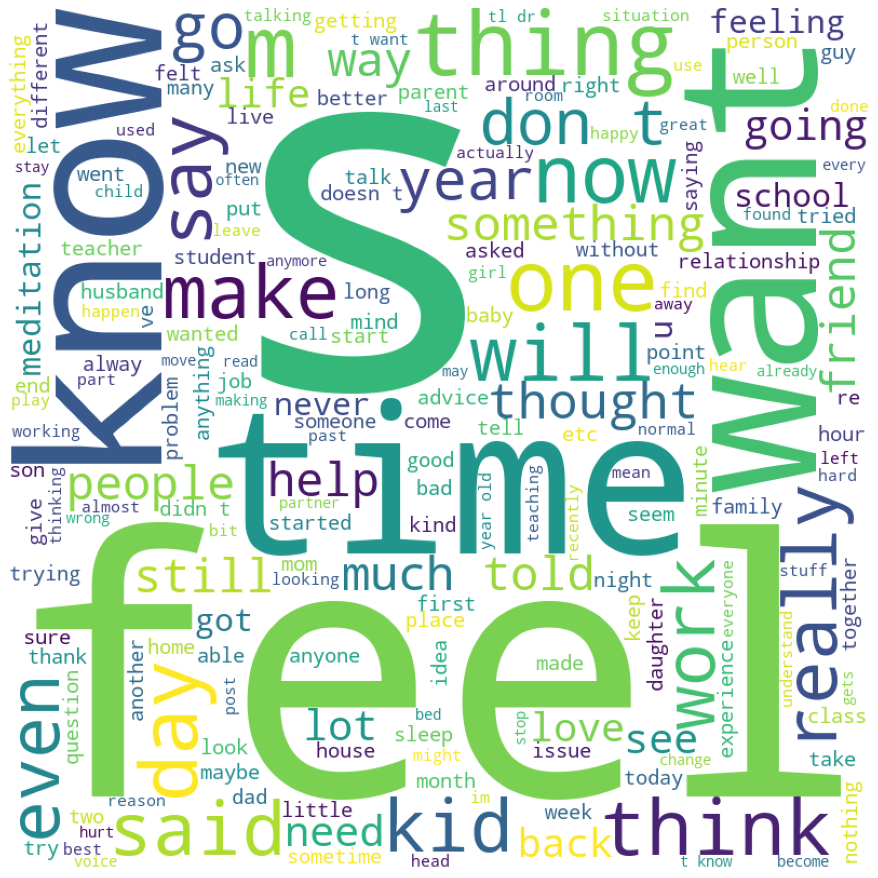 talking
getting
tl dr
situation
everything
different
know
go
m
thing
t want
way
feeling
person
guy
felt
ask
use
well
want
many
life
better
parent
last
around
right
done
let
say
live
don t
room
great
happy
going
used
actually
stay
went
new
talk
year
now
saying
every
child
often
doesn t
school
put
something
found
tried
meditation
leave
S
teacher
student
anymore
asked
without
relationship
girl
friend
husband
make
long
one
find
away
happen
ve
mind
baby
u
wanted
call
start
hear
move
read
will
point
alway
may
enough
already
end
part
problem
anything
job
advice
thought
re
play
making
never
someone
come
working
past
tell
etc
normal
hour
time
son
people
help
good
mean
left
minute
hard
give
thinking
almost
bad
year old
teaching
family
partner
wrong
didn t
started
kind
seem
recently
really
bit
feel
trying
still
mom
looking
much
told
night
work
stuff
together
first
got
place
keep
sure
even
thank
day
home
able
anyone
idea
made
daughter
experience
everyone
understand
gets
question
another
post
bed
lot
stop
love
see
class
look
sleep
house
issue
change
maybe
might
take
month
today
reason
dad
im
nothing
two
said
little
need
kid
week
back
think
try
hurt
best
voice
sometime
head
t know
become